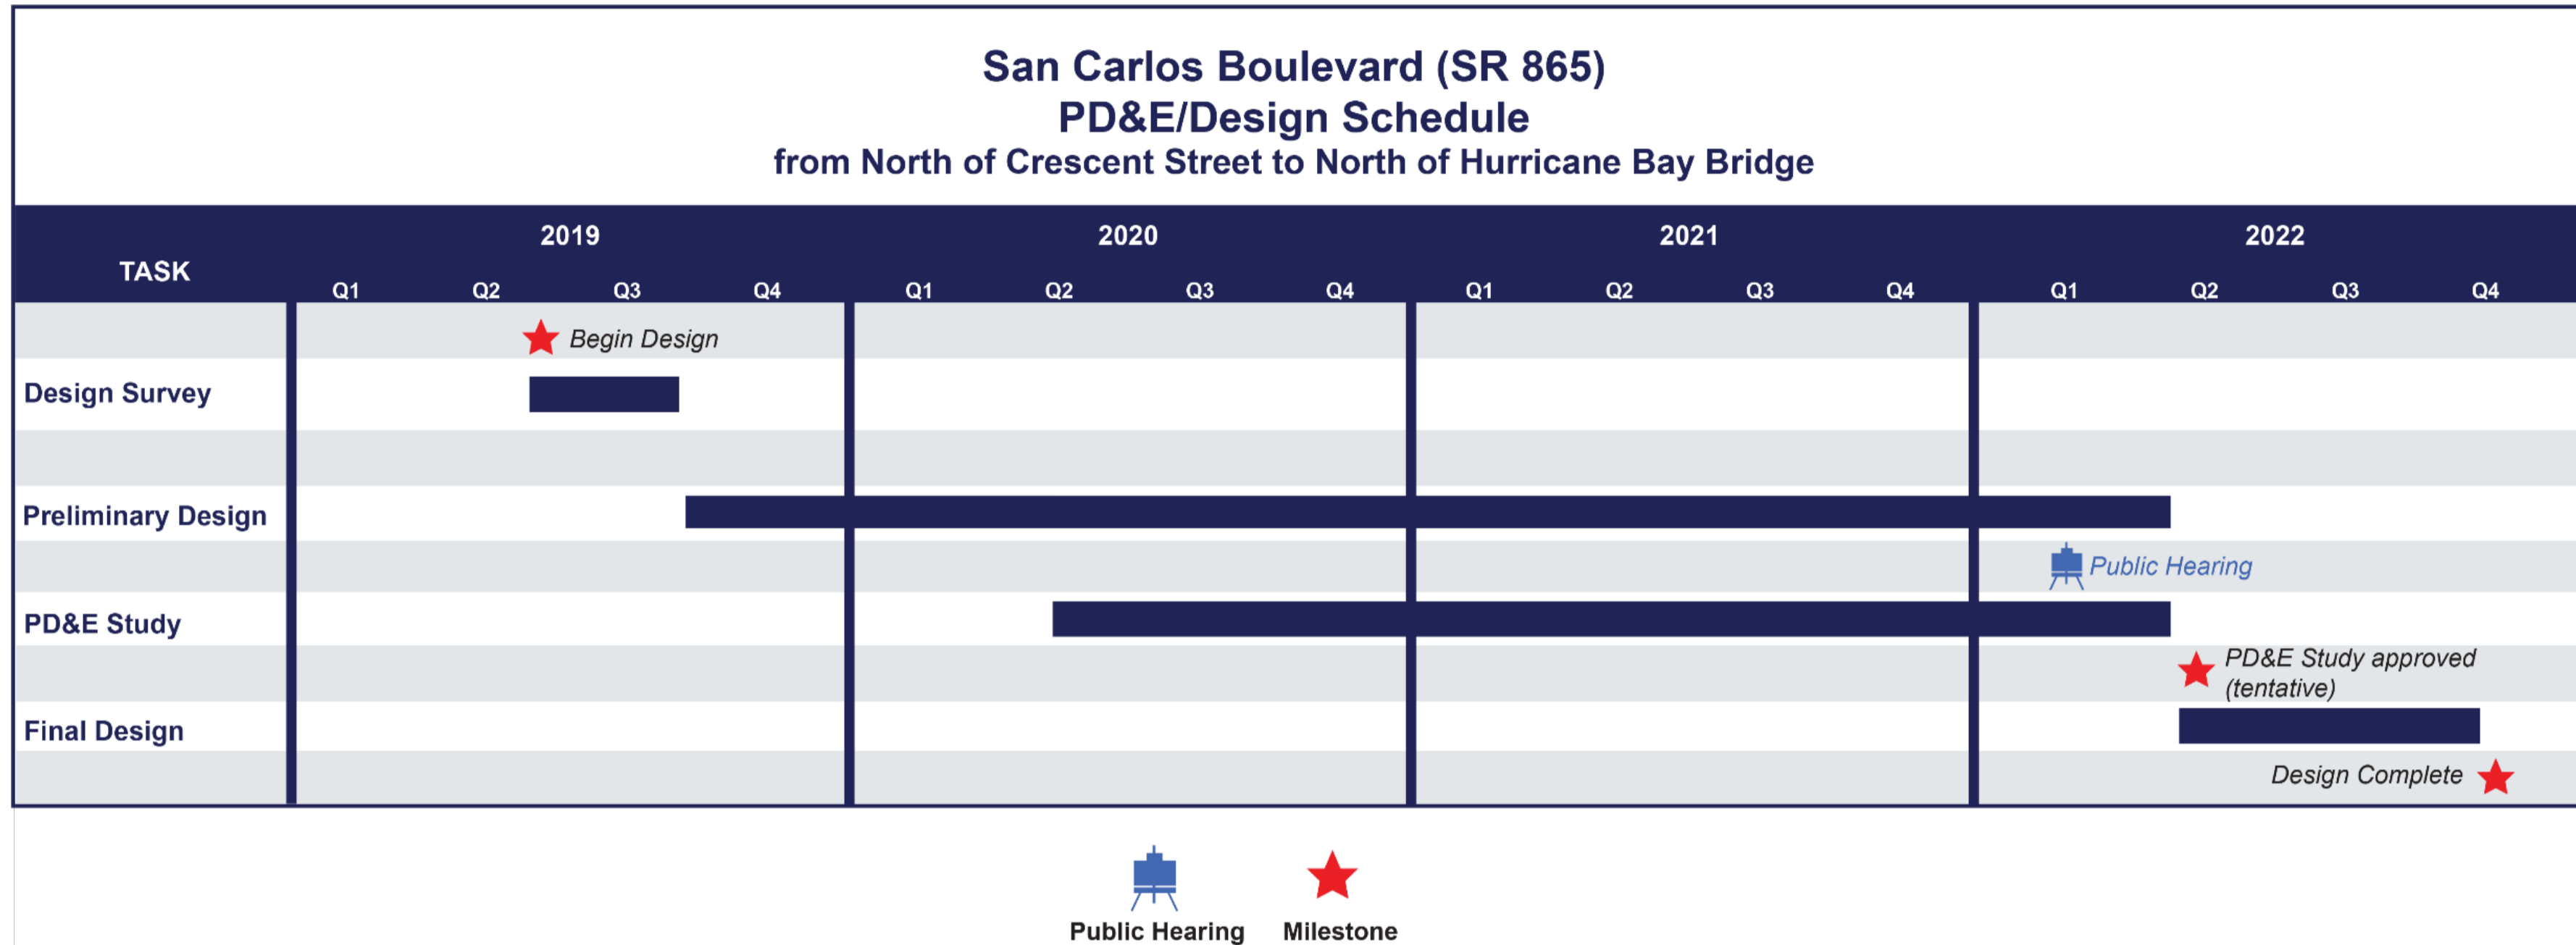 San Carlos Boulevard (SR 865)
PD&E/Design Schedule
from North of Crescent Street to North of Hurricane Bay Bridge
TASK
2019 2020 2021 2022
Q1 Q2 Q3 Q4 Q1 Q2 Q3 Q4 Q1 Q2 Q3 Q4 Q1 Q2 Q3 Q4
Begin Design
Design Survey
Preliminary Design
Public Hearing
PD&E Study
PD&E Study approved
(tentative)
Final Design
Design Complete
Public Hearing Milestone